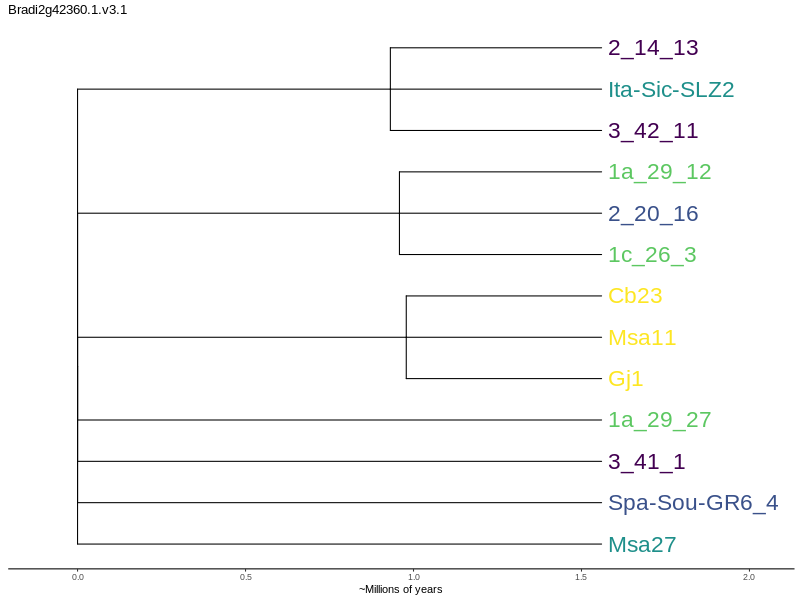 Bradi2g42360.1.v3.1
2_14_13
Ita-Sic-SLZ2
3_42_11
1a_29_12
2_20_16
1c_26_3
Cb23
Msa11
Gj1
1a_29_27
3_41_1
Spa-Sou-GR6_4
Msa27
0.0 0.5 1.0 1.5 2.0
~Millions of years